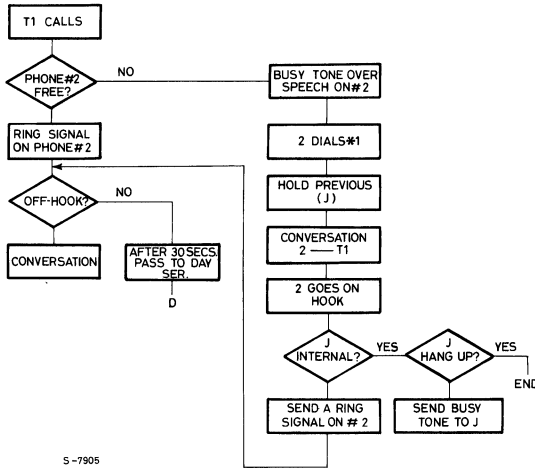 T1 CALLS
PHONE#2
FREE?
NO
BUSY TONE OVER
SPEECH ON#2
RING SIGNAL
ON PHONE#2
2 DIALS*1
OFF-HOOK?
NO
HOLD PREVIOUS
(J)
CONVERSATION
AFTER 30SECS.
PASS TO DAY
SER.
D
CONVERSATION
2 — T1
2 GOES ON
HOOK
J
INTERNAL?
YES
J
HANG UP?
YES
END
SEND A RING
SIGNAL ON # 2
SEND BUSY
TONE TO J
S-7905